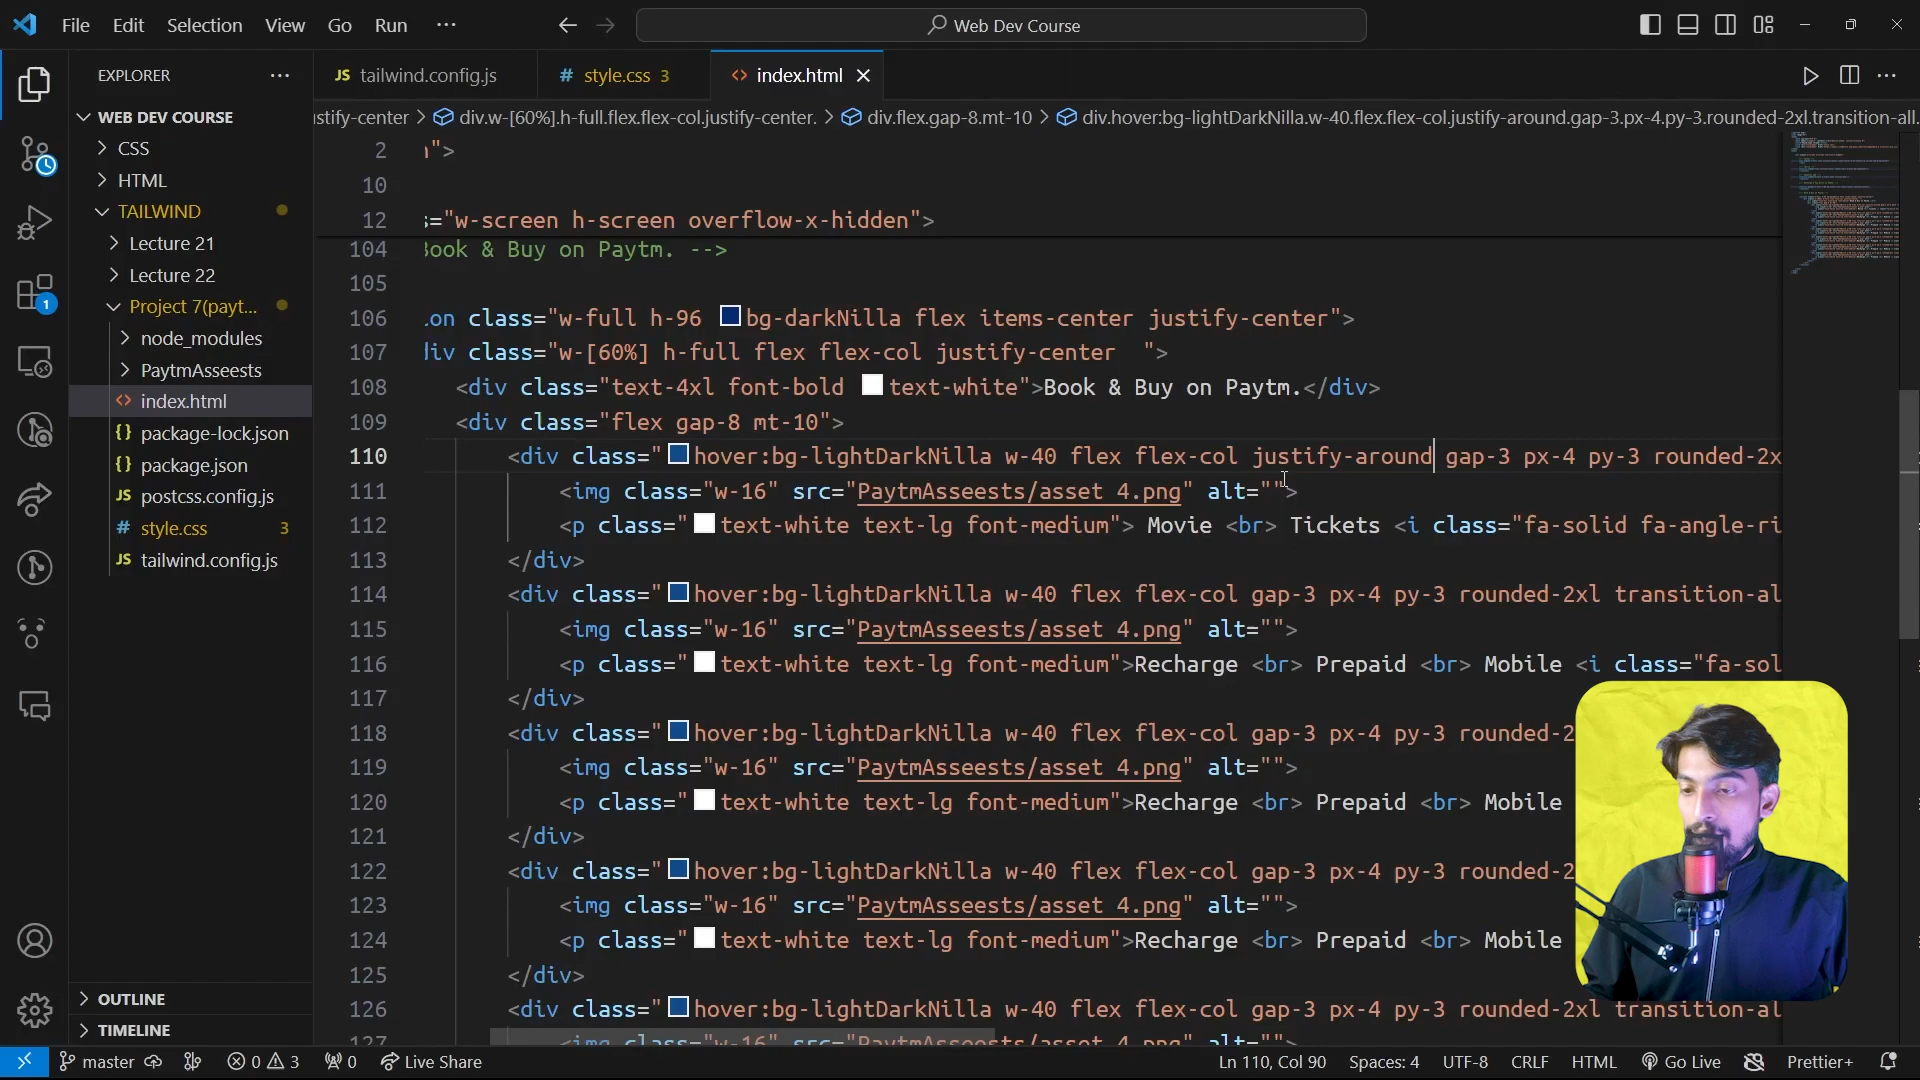 File Edit Selection View Go Run ···
Web Dev Course
EXPLORER ···
WEB DEV COURSE
CSS
HTML
TAILWIND
Lecture 21
Lecture 22
Project 7(payt...
node_modules
PaytmAsseests
<> index.html
{} package-lock.json
{} package.json
JS postcss.config.js
# style.css 3
JS tailwind.config.js
OUTLINE
TIMELINE
JS tailwind.config.js
# style.css 3
<> index.html
stify-center > div.w-[60%].h-full.flex.flex-col.justify-center. > div.flex.gap-8.mt-10 > div.hover:bg-lightDarkNilla.w-40.flex.flex-col.justify-around.gap-3.px-4.py-3.rounded-2xl.transition-all.
2 ">
10
12 ="w-screen h-screen overflow-x-hidden">
104 Book & Buy on Paytm. -->
105
106 on class="w-full h-96 bg-darkNilla flex items-center justify-center">
107 div class="w-[60%] h-full flex flex-col justify-center  ">
108 <div class="text-4xl font-bold text-white">Book & Buy on Paytm.</div>
109 <div class="flex gap-8 mt-10">
110 <div class=" hover:bg-lightDarkNilla w-40 flex flex-col justify-around gap-3 px-4 py-3 rounded-2x
111 <img class="w-16" src="PaytmAsseests/asset 4.png" alt="">
112 <p class=" text-white text-lg font-medium"> Movie <br> Tickets <i class="fa-solid fa-angle-ri
113 </div>
114 <div class=" hover:bg-lightDarkNilla w-40 flex flex-col gap-3 px-4 py-3 rounded-2xl transition-al
115 <img class="w-16" src="PaytmAsseests/asset 4.png" alt="">
116 <p class=" text-white text-lg font-medium">Recharge <br> Prepaid <br> Mobile <i class="fa-sol
117 </div>
118 <div class=" hover:bg-lightDarkNilla w-40 flex flex-col gap-3 px-4 py-3 rounded-2
119 <img class="w-16" src="PaytmAsseests/asset 4.png" alt="">
120 <p class=" text-white text-lg font-medium">Recharge <br> Prepaid <br> Mobile
121 </div>
122 <div class=" hover:bg-lightDarkNilla w-40 flex flex-col gap-3 px-4 py-3 rounded-2
123 <img class="w-16" src="PaytmAsseests/asset 4.png" alt="">
124 <p class=" text-white text-lg font-medium">Recharge <br> Prepaid <br> Mobile
125 </div>
126 <div class=" hover:bg-lightDarkNilla w-40 flex flex-col gap-3 px-4 py-3 rounded-2xl transition-al
127 <img class="w-16" src="PaytmAsseests/asset 4.png" alt="">
master 0 3 0 Live Share Ln 110, Col 90 Spaces: 4 UTF-8 CRLF HTML Go Live Prettier+